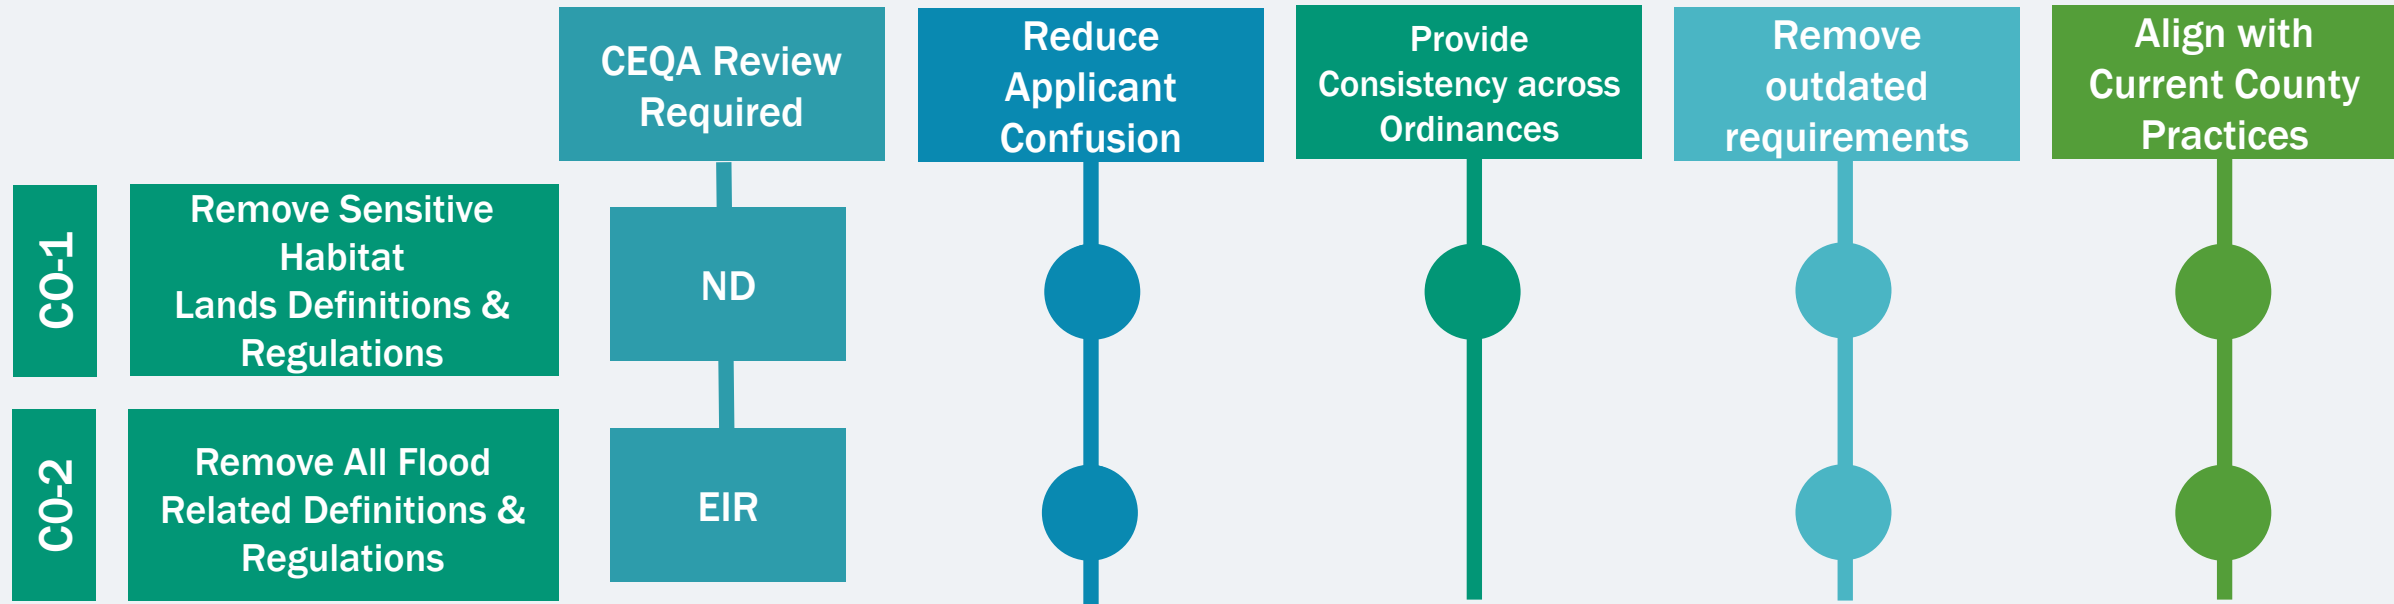 CEQA Review
Required
Reduce
Applicant
Confusion
Provide
Consistency across
Ordinances
Remove
outdated
requirements
Align with
Current County
Practices
CO-1
Remove Sensitive
Habitat
Lands Definitions &
Regulations
ND
CO-2
Remove All Flood
Related Definitions &
Regulations
EIR